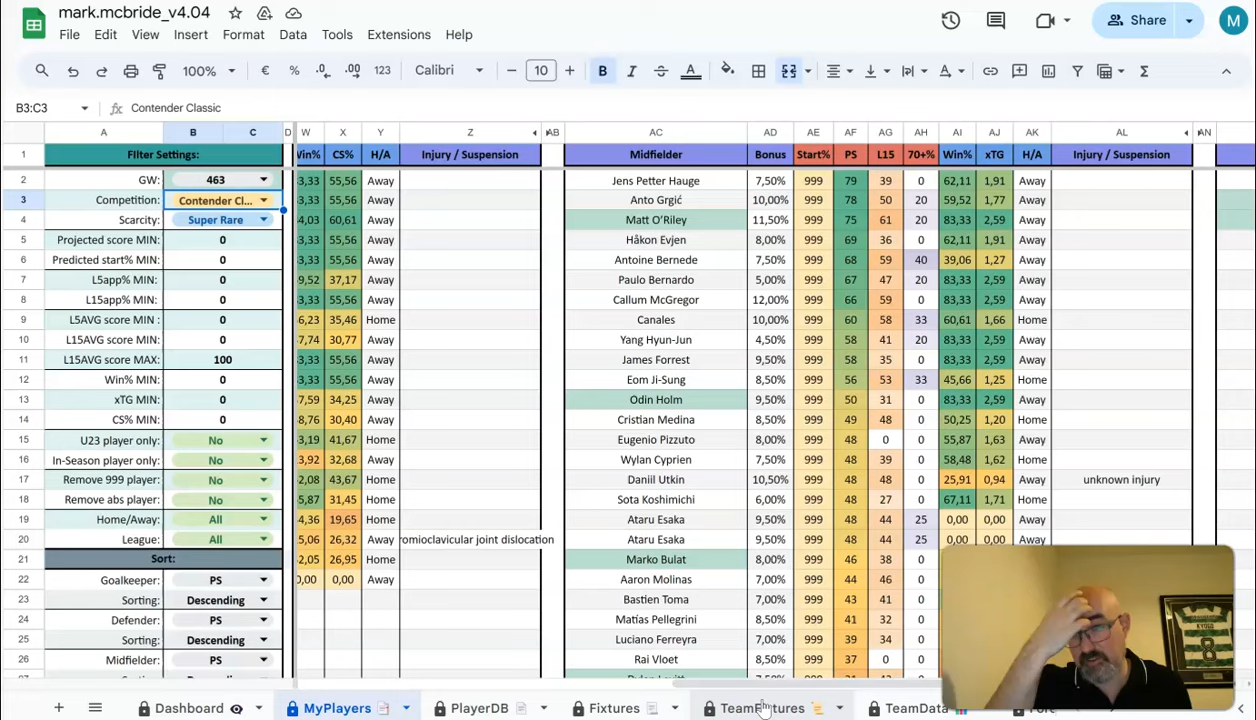 mark.mcbride_v4.04
File Edit View Insert Format Data Tools Extensions Help
Share M
100% € % .0 .00 123 Calibri 10 B I
B3:C3 Contender Classic
A B C D W X Y Z AB AC AD AE AF AG AH AI AJ AK AL AN
1 Filter Settings: Win% CS% H/A Injury / Suspension Midfielder Bonus Start% PS L15 70+% Win% xTG H/A Injury / Suspension
2 GW: 463 3,33 55,56 Away Jens Petter Hauge 7,50% 999 79 39 0 62,11 1,91 Away
3 Competition: Contender Cl... 3,33 55,56 Away Anto Grgić 10,00% 999 78 50 20 59,52 1,77 Away
4 Scarcity: Super Rare 4,03 60,61 Away Matt O'Riley 11,50% 999 75 61 20 83,33 2,59 Away
5 Projected score MIN: 0 3,33 55,56 Away Håkon Evjen 8,00% 999 69 36 0 62,11 1,91 Away
6 Predicted start% MIN: 0 3,33 55,56 Away Antoine Bernede 7,50% 999 68 59 40 39,06 1,27 Away
7 L5app% MIN: 0 9,52 37,17 Away Paulo Bernardo 5,00% 999 67 47 20 83,33 2,59 Away
8 L15app% MIN: 0 3,33 55,56 Away Callum McGregor 12,00% 999 66 59 0 83,33 2,59 Away
9 L5AVG score MIN : 0 6,23 35,46 Home Canales 10,00% 999 60 58 33 60,61 1,66 Home
10 L15AVG score MIN: 0 7,74 30,77 Away Yang Hyun-Jun 4,50% 999 58 41 20 83,33 2,59 Away
11 L15AVG score MAX: 100 3,33 55,56 Away James Forrest 9,50% 999 58 35 0 83,33 2,59 Away
12 Win% MIN: 0 3,33 55,56 Away Eom Ji-Sung 8,50% 999 56 53 33 45,66 1,25 Home
13 xTG MIN: 0 7,59 34,25 Away Odin Holm 9,50% 999 50 31 0 83,33 2,59 Away
14 CS% MIN: 0 8,76 30,40 Away Cristian Medina 8,50% 999 49 48 0 50,25 1,20 Home
15 U23 player only: No 3,19 41,67 Home Eugenio Pizzuto 8,00% 999 48 0 0 55,87 1,63 Away
16 In-Season player only: No 3,92 32,68 Away Wylan Cyprien 7,50% 999 48 39 0 58,48 1,62 Home
17 Remove 999 player: No 2,08 43,67 Home Daniil Utkin 10,50% 999 48 48 0 25,91 0,94 Away unknown injury
18 Remove abs player: No 5,87 31,45 Home Sota Koshimichi 6,00% 999 48 27 0 67,11 1,71 Home
19 Home/Away: All 4,36 19,65 Home Ataru Esaka 9,50% 999 48 44 25 0,00 0,00 Away
20 League: All 5,06 26,32 Away omioclavicular joint dislocation Ataru Esaka 9,50% 999 48 44 25 0,00 0,00 Away
21 Sort: 2,05 26,95 Home Marko Bulat 8,00% 999 46 38 0
22 Goalkeeper: PS 0,00 0,00 Away Aaron Molinas 7,00% 999 44 46 0
23 Sorting: Descending Bastien Toma 7,00% 999 43 41 0
24 Defender: PS Matías Pellegrini 8,50% 999 41 32 0
25 Sorting: Descending Luciano Ferreyra 7,00% 999 39 34 0
26 Midfielder: PS Rai Vloet 8,50% 999 37 0 0
KYOGO
8
Dashboard MyPlayers PlayerDB Fixtures TeamFixtures TeamData